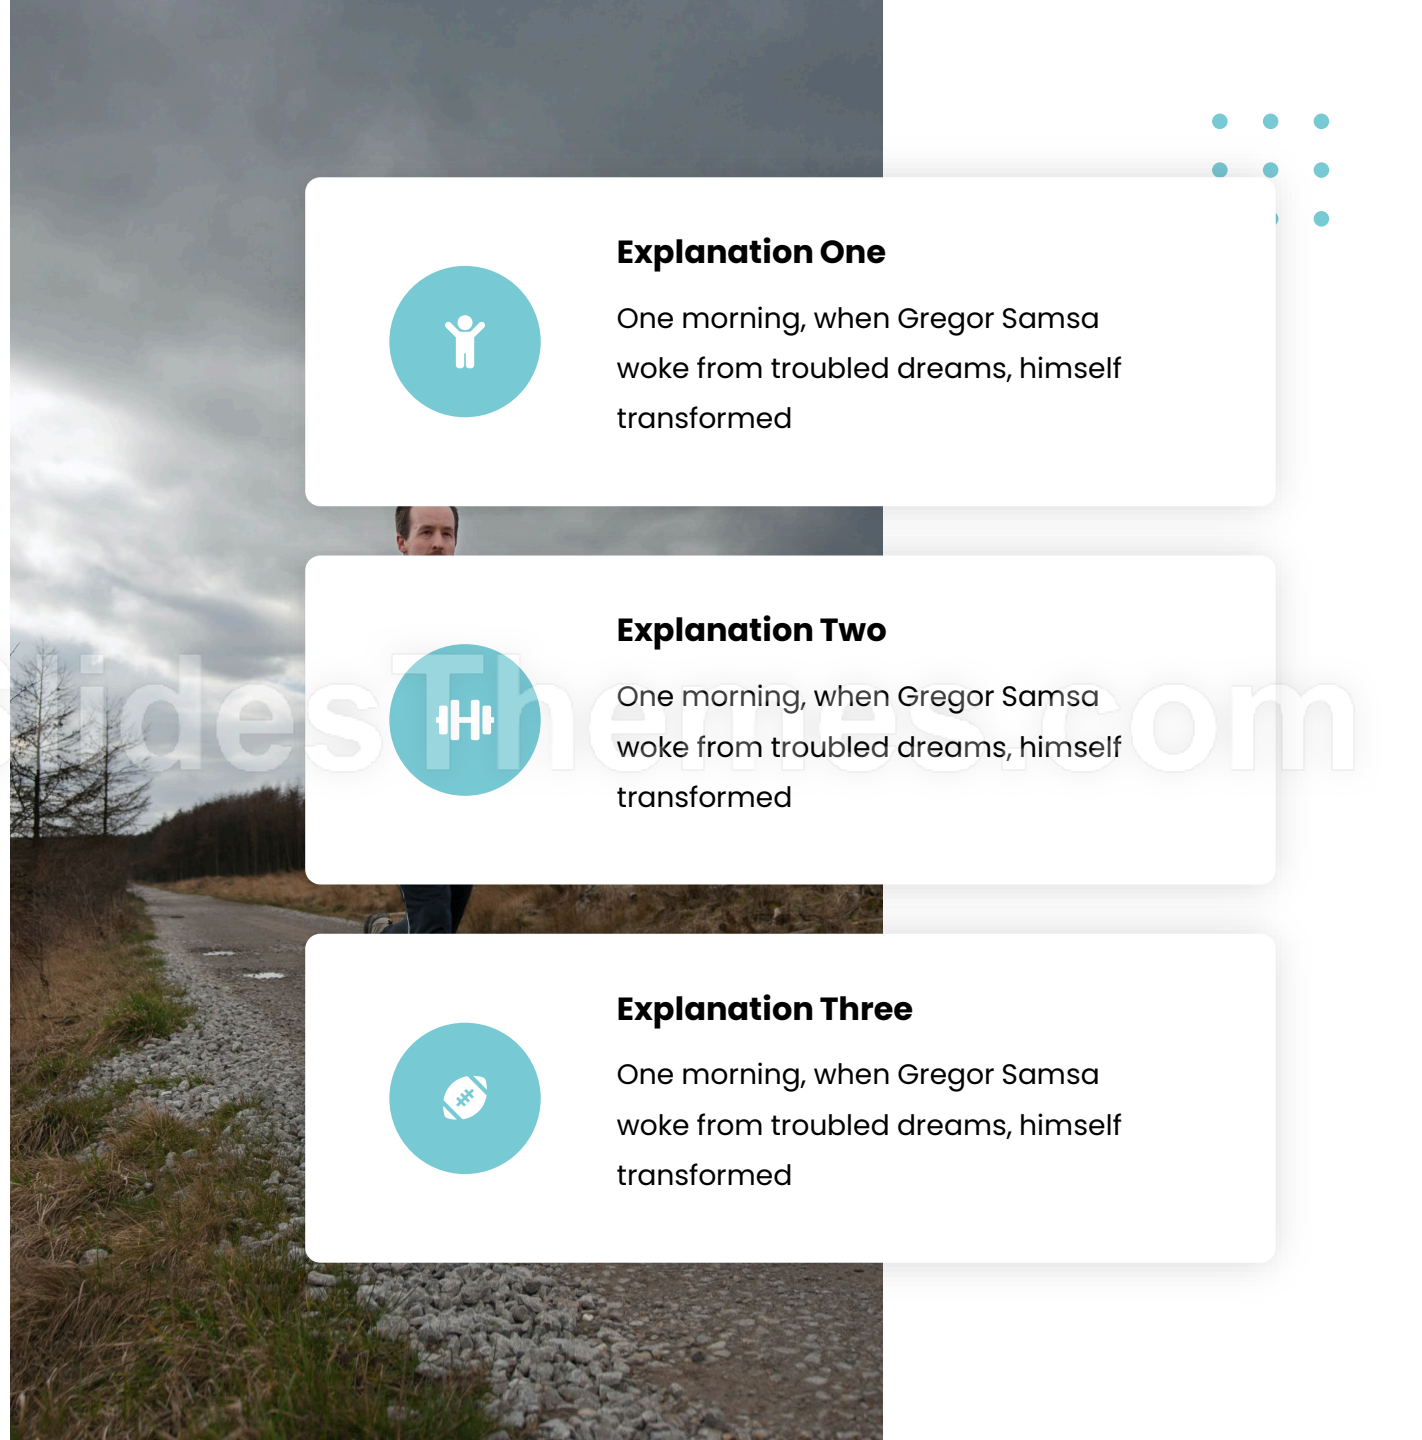 Explanation One
One morning, when Gregor Samsa
woke from troubled dreams, himself
transformed
Explanation Two
One morning, when Gregor Samsa
woke from troubled dreams, himself
transformed
lidesThemes.com
Explanation Three
One morning, when Gregor Samsa
woke from troubled dreams, himself
transformed